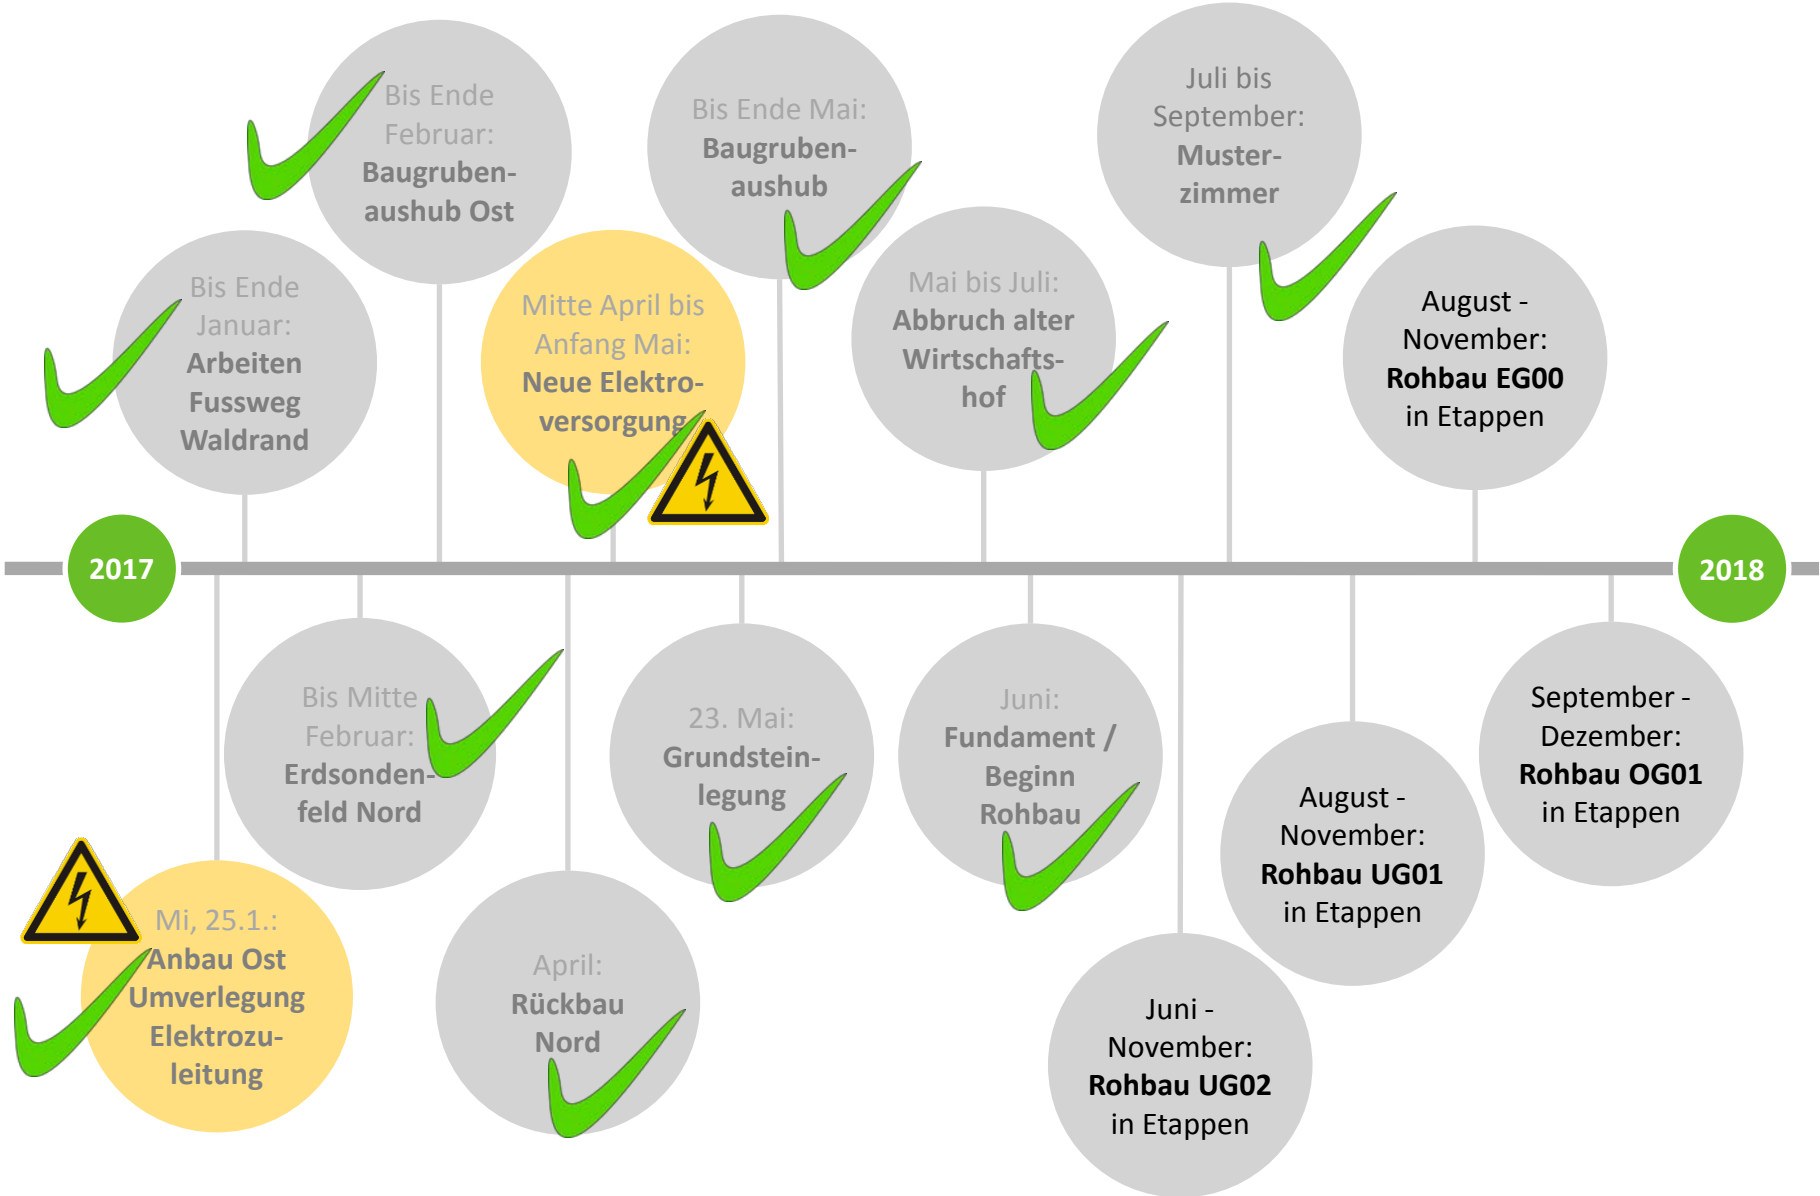 Bis Ende
Februar:
Baugruben-
aushub Ost
Bis Ende Mai:
Baugruben-
aushub
Juli bis
September:
Muster-
zimmer
Bis Ende
Januar:
Arbeiten
Fussweg
Waldrand
Mitte April bis
Anfang Mai:
Neue Elektro-
versorgung
Mai bis Juli:
Abbruch alter
Wirtschafts-
hof
August -
November:
Rohbau EG00
in Etappen
2017
2018
Bis Mitte
Februar:
Erdsonden-
feld Nord
23. Mai:
Grundstein-
legung
Juni:
Fundament /
Beginn
Rohbau
September -
Dezember:
Rohbau OG01
in Etappen
August -
November:
Rohbau UG01
in Etappen
Mi, 25.1.:
Anbau Ost
Umverlegung
Elektrozu-
leitung
April:
Rückbau
Nord
Juni -
November:
Rohbau UG02
in Etappen